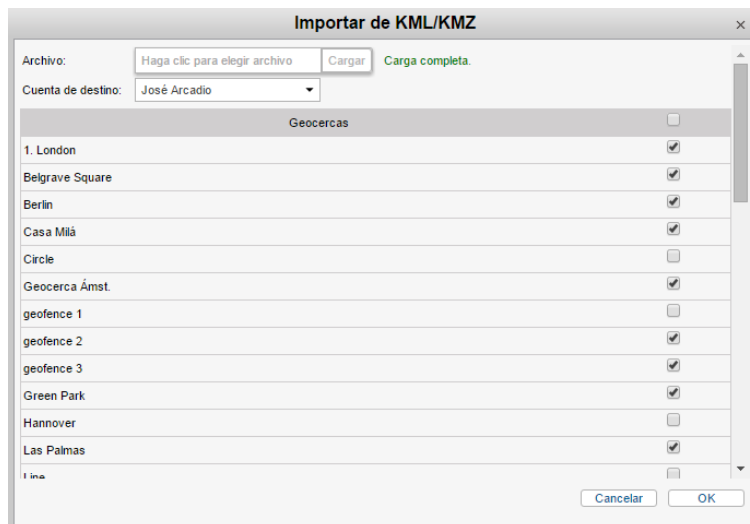 Importar de KML/KMZ
Archivo: Haga clic para elegir archivo Cargar Carga completa.
Cuenta de destino: José Arcadio
Geocercas
1. London
Belgrave Square
Berlin
Casa Milá
Circle
Geocerca Ámst.
geofence 1
geofence 2
geofence 3
Green Park
Hannover
Las Palmas
Line
Cancelar OK